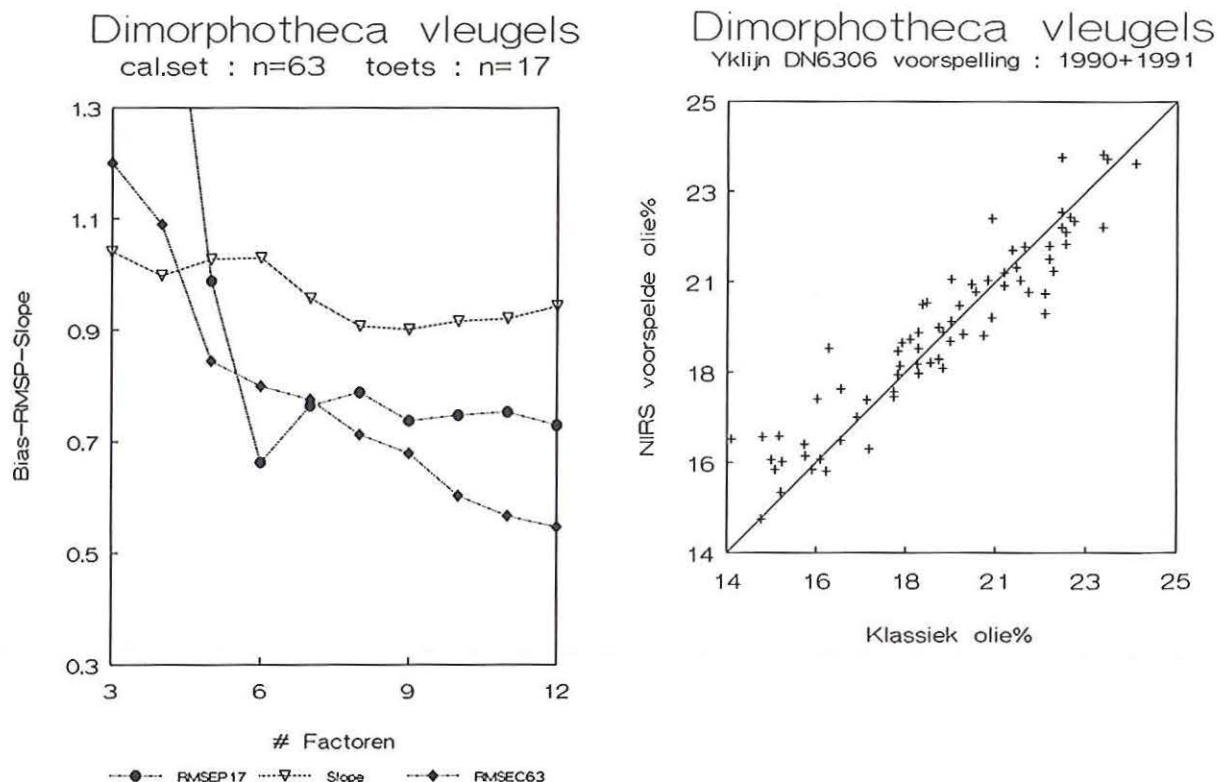 Dimorphotheca vleugels
cal.set : n=63 toets : n=17
1.3
1.1
0.9
0.7
0.5
0.3
Bias-RMSP-Slope
3 6 9 12
# Factoren
RMSEP17 Slope RMSEC63
Dimorphotheca vleugels
Yklijn DN6306 voorspelling : 1990+1991
25
23
21
18
16
14
NIRS voorspelde olie%
14 16 18 21 23 25
Klassiek olie%